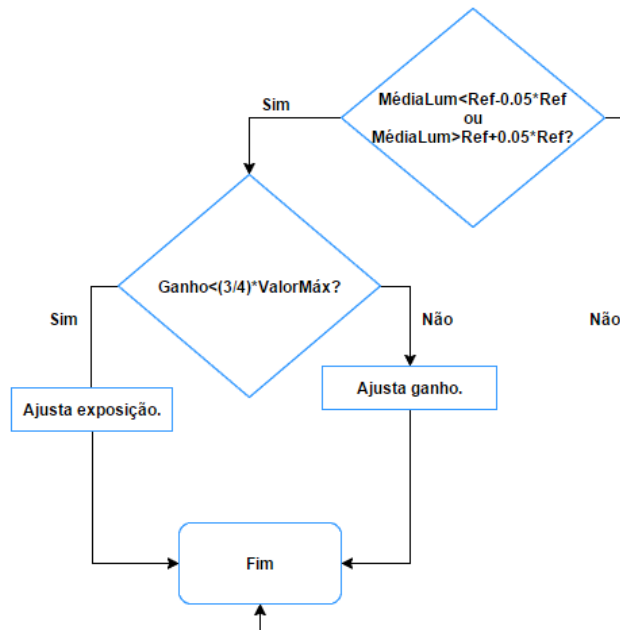 MédiaLum<Ref-0.05*Ref
ou
MédiaLum>Ref+0.05*Ref?
Sim
Ganho<(3/4)*ValorMáx?
Sim
Não
Não
Ajusta exposição.
Ajusta ganho.
Fim